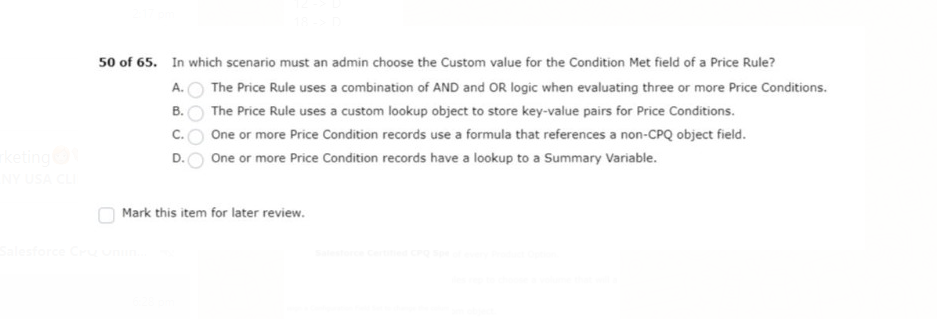 50 of 65. In which scenario must an admin choose the Custom value for the Condition Met field of a Price Rule?
A. The Price Rule uses a combination of AND and OR logic when evaluating three or more Price Conditions.
B. The Price Rule uses a custom lookup object to store key-value pairs for Price Conditions.
C. One or more Price Condition records use a formula that references a non-CPQ object field.
D. One or more Price Condition records have a lookup to a Summary Variable.
Mark this item for later review.